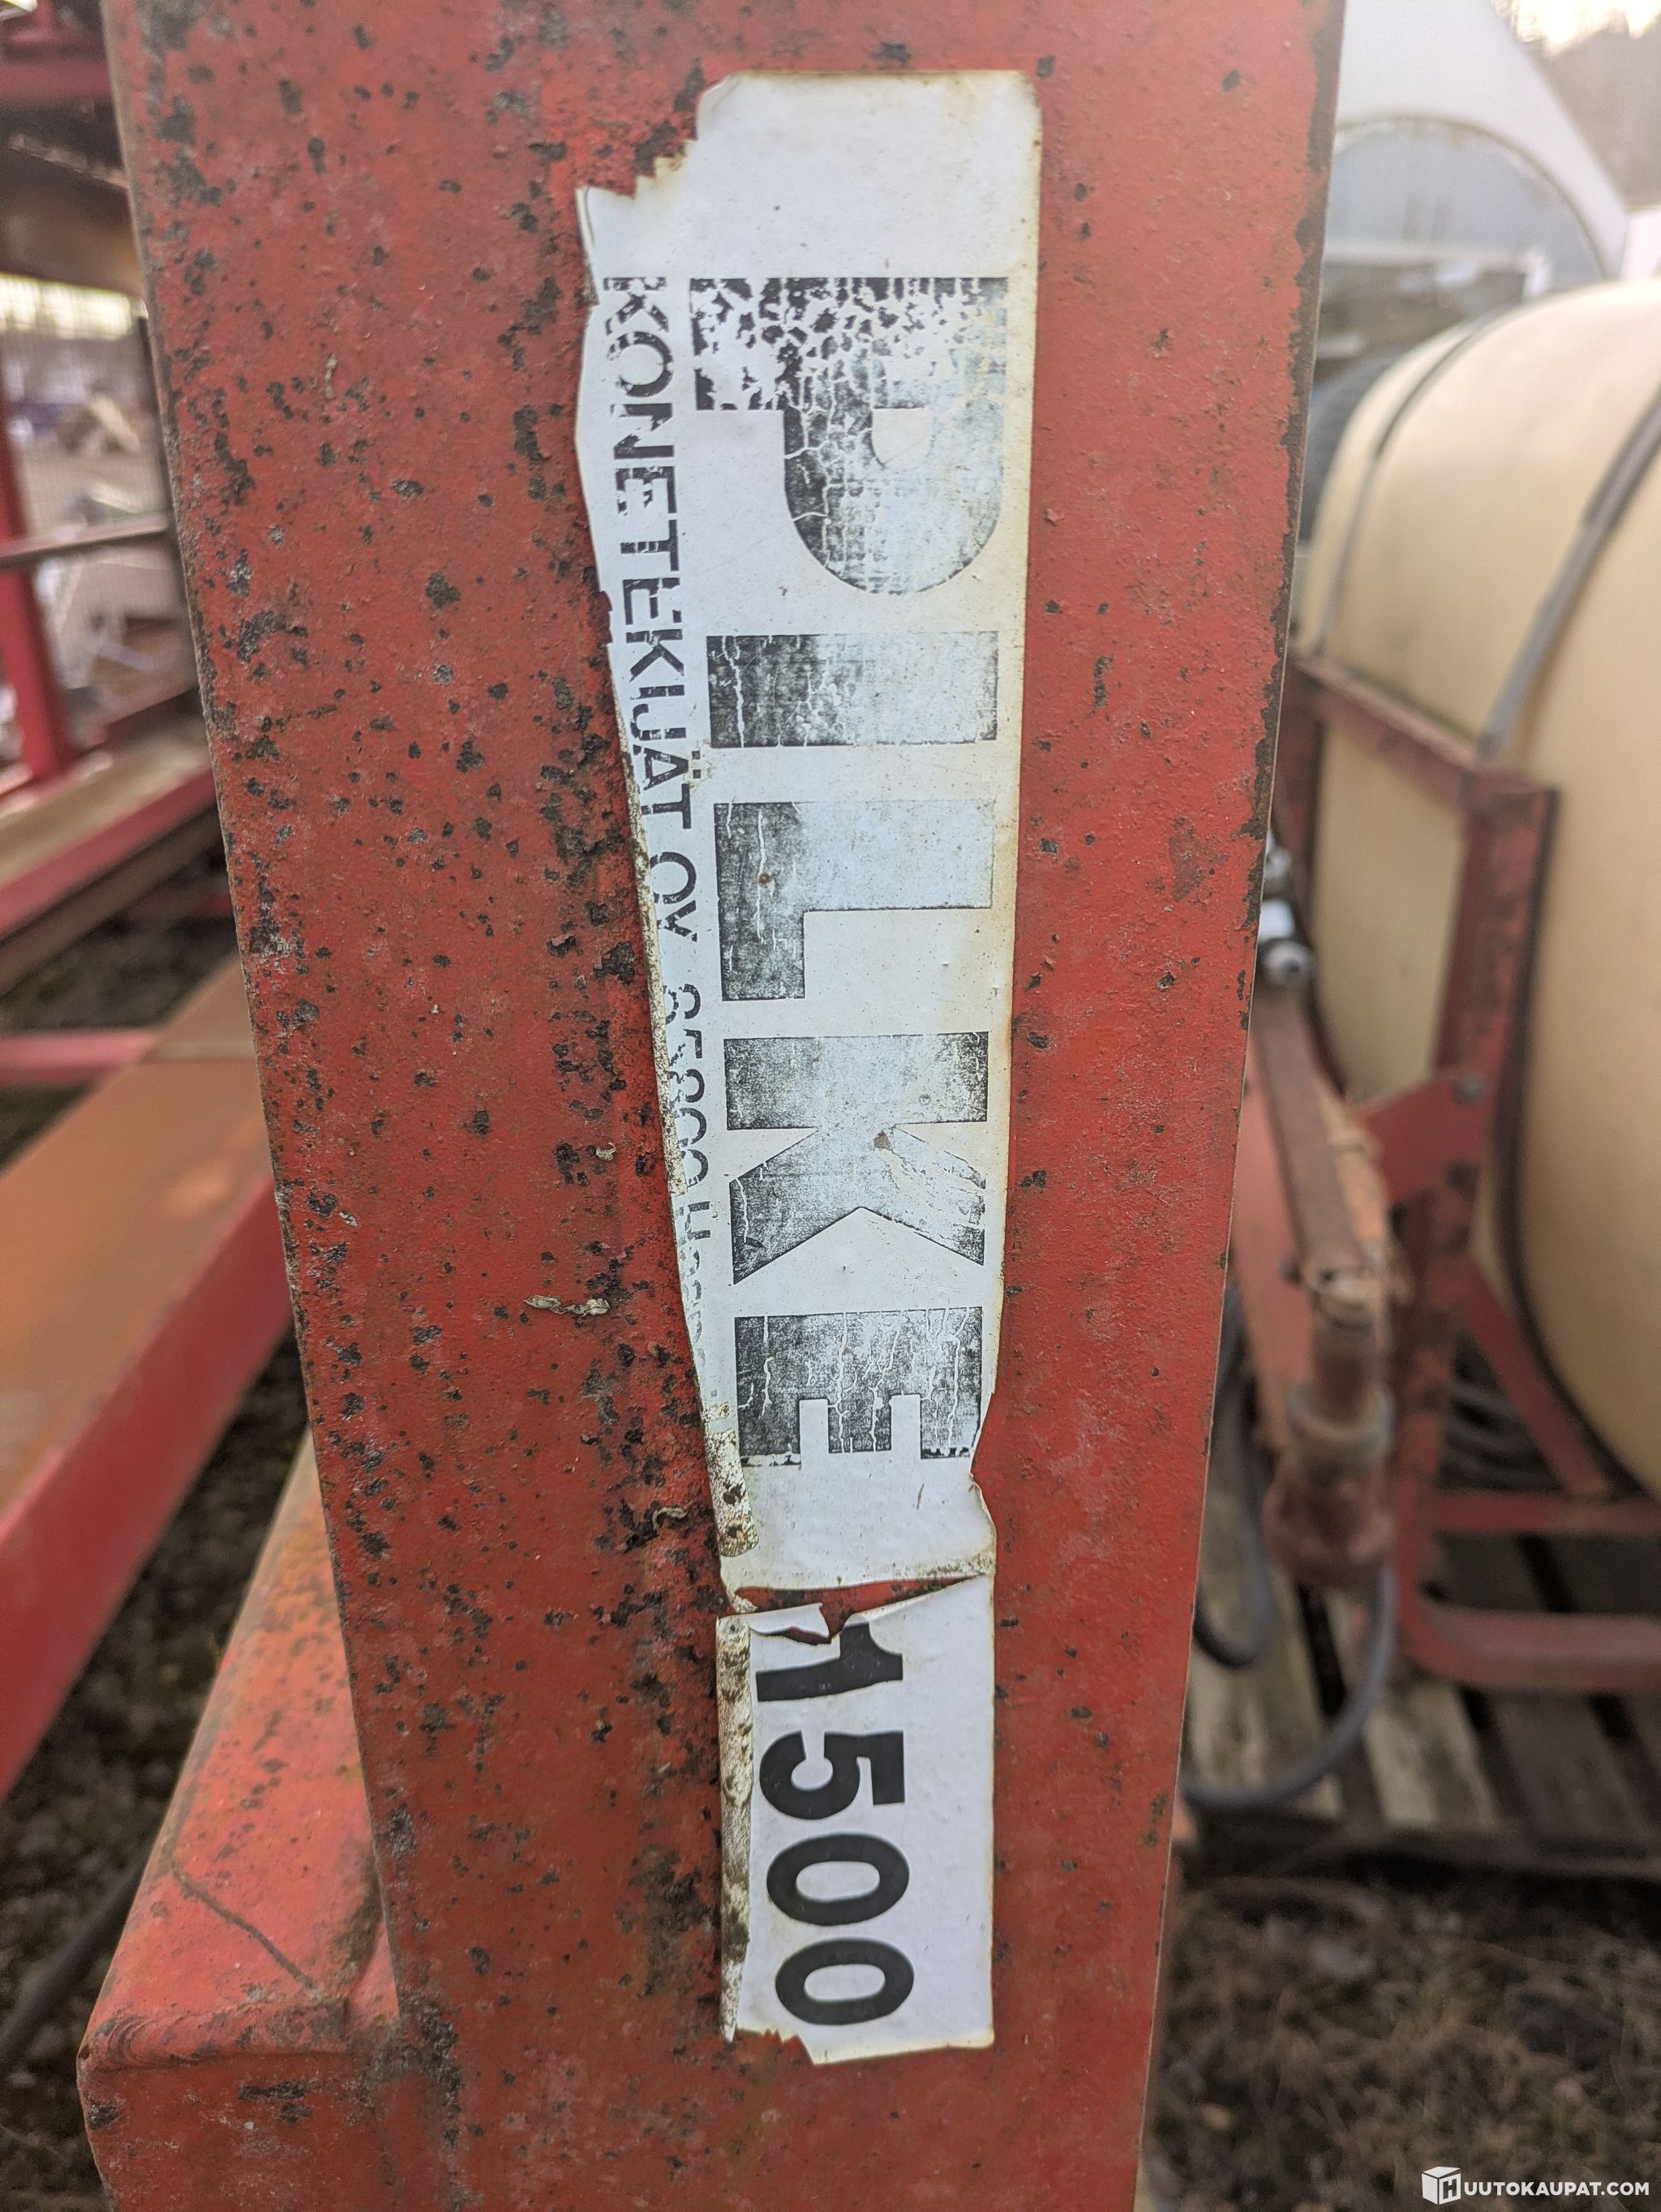 PILKE
KONETEKIJÄT OY
1500
HUUTOKAUPAT.COM